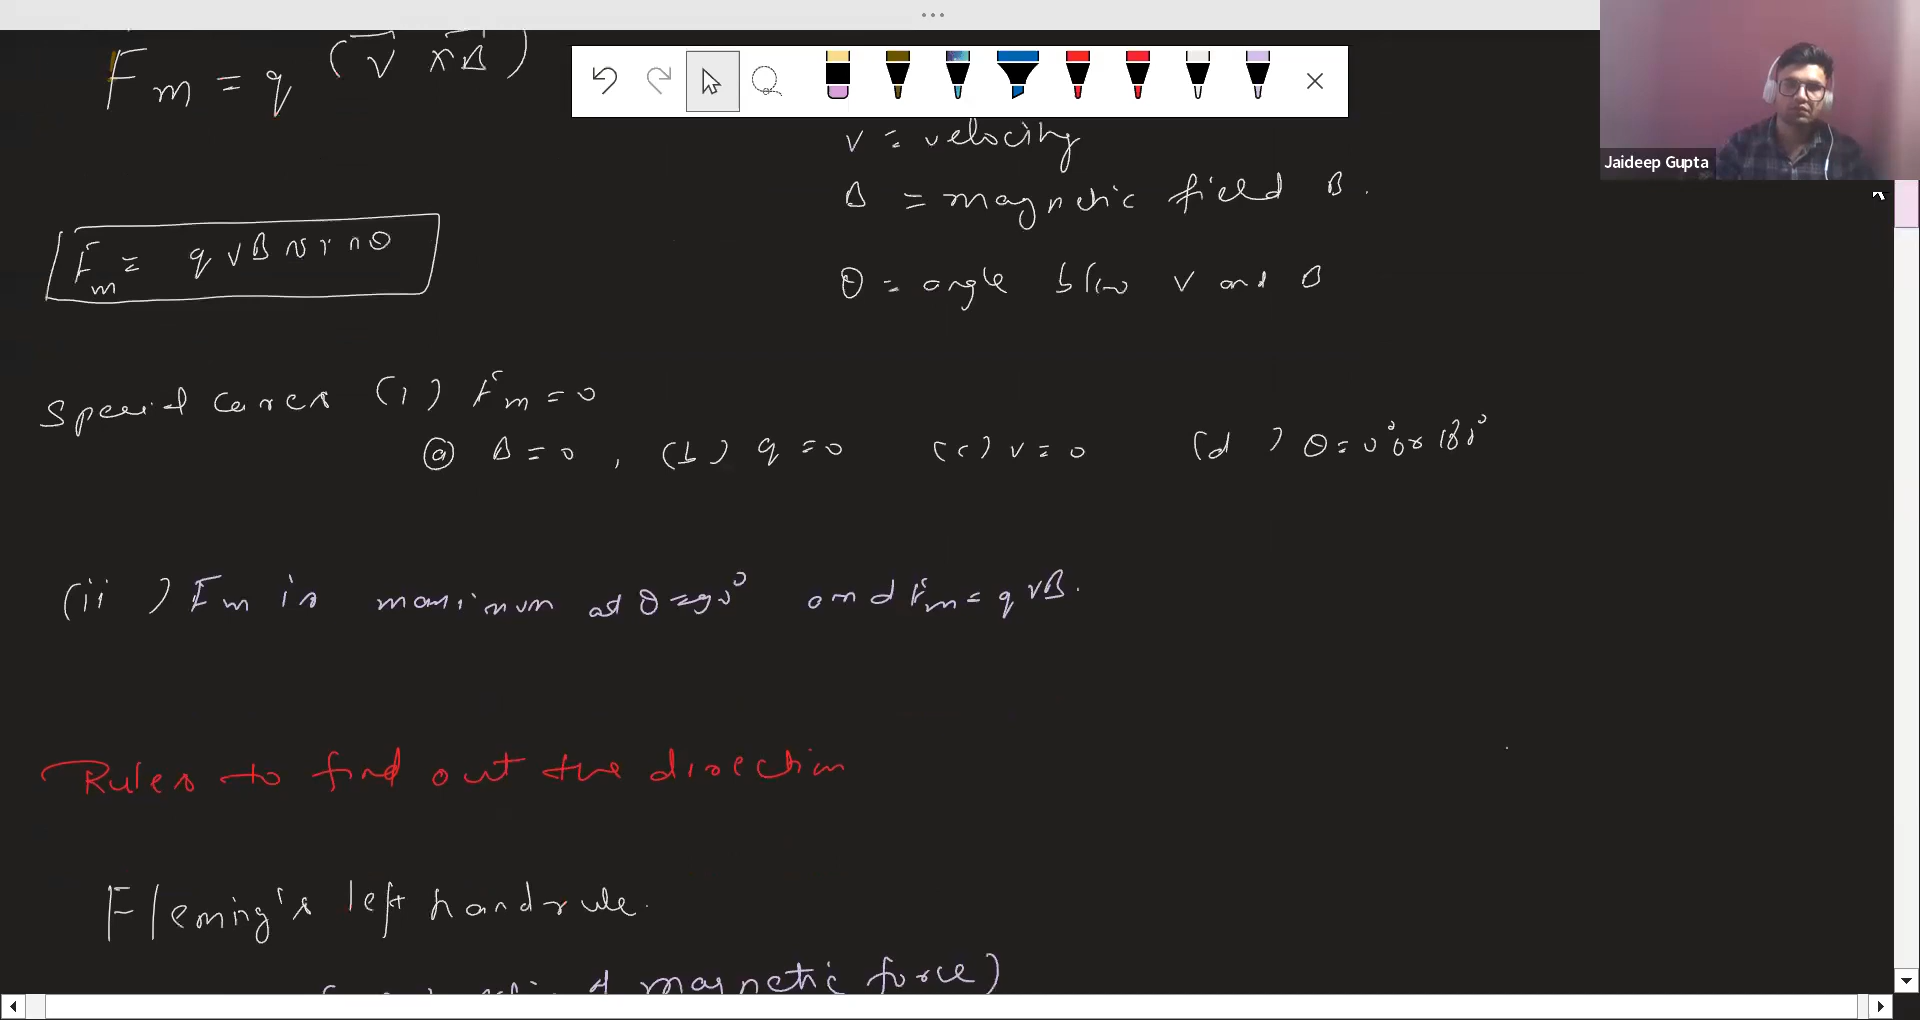 F m = q (v × B)
v = velocity
Jaideep Gupta
B = magnetic field B.
Fm = qvB sin θ
θ = angle b/w v and B
Special cases (i) Fm = 0
(a) B = 0 , (b) q = 0 (c) v = 0 (d) θ = 0° or 180°
(ii) Fm is maximum at θ = 90° and Fm = qvB.
Rules to find out the direction
Fleming's left hand rule.
magnetic force)